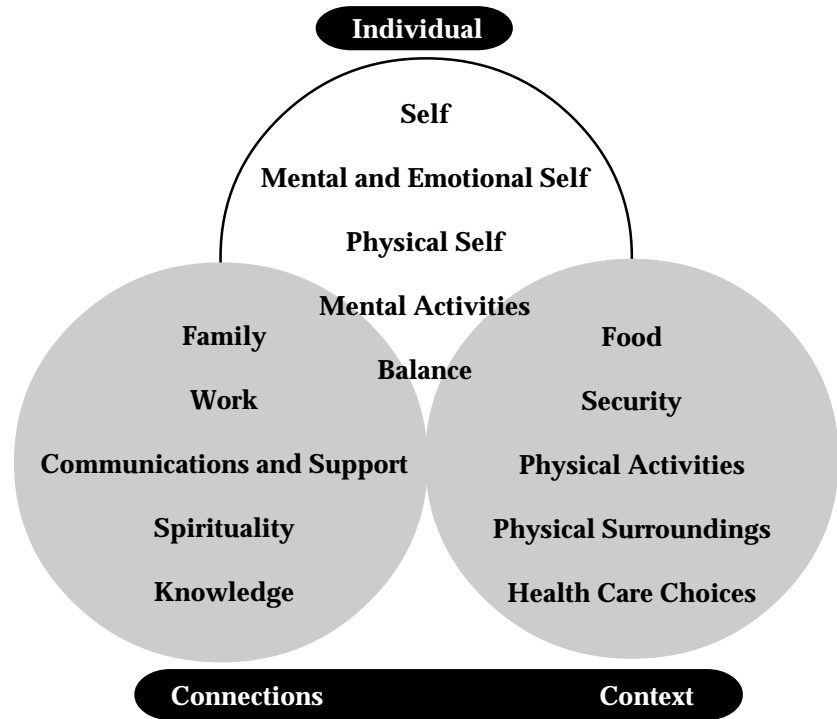 Individual
Self
Mental and Emotional Self
Physical Self
Mental Activities
Balance
Family
Work
Communications and Support
Spirituality
Knowledge
Food
Security
Physical Activities
Physical Surroundings
Health Care Choices
Connections
Context